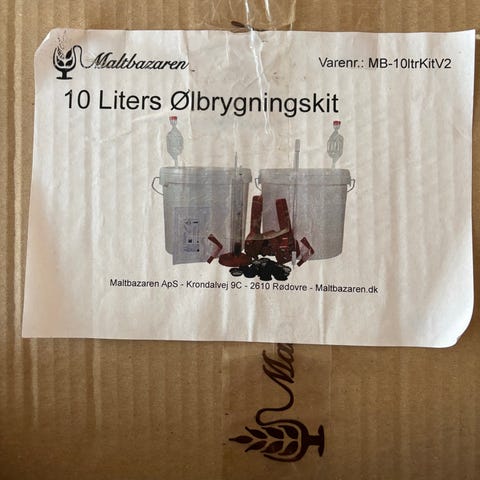 Maltbazaren
Varenr.: MB-10ltrKitV2
10 Liters Ølbrygningskit
Maltbazaren ApS - Krondalvej 9C - 2610 Rødovre - Maltbazaren.dk